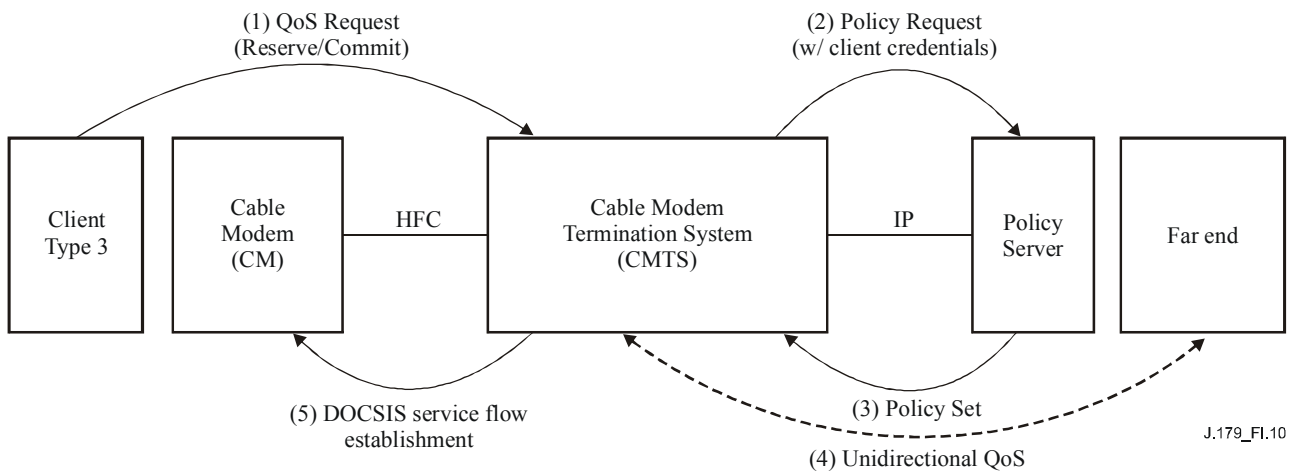 (1) QoS Request
(Reserve/Commit)
(2) Policy Request
(w/ client credentials)
Client
Type 3
Cable
Modem
(CM)
HFC
Cable Modem
Termination System
(CMTS)
IP
Policy
Server
Far end
(5) DOCSIS service flow
establishment
(3) Policy Set
(4) Unidirectional QoS
J.179_FI.10